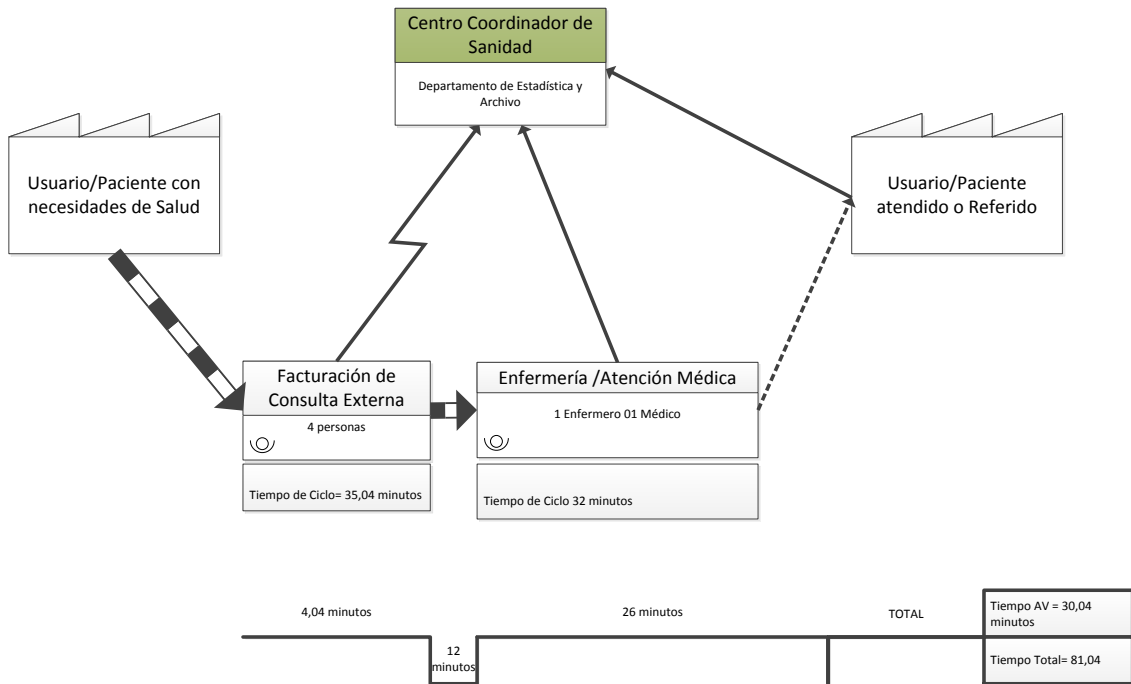 Centro Coordinador de
Sanidad
Departamento de Estadística y
Archivo
Usuario/Paciente con
necesidades de Salud
Usuario/Paciente
atendido o Referido
Facturación de
Consulta Externa
4 personas
Tiempo de Ciclo= 35,04 minutos
Enfermería /Atención Médica
1 Enfermero 01 Médico
Tiempo de Ciclo 32 minutos
4,04 minutos
12
minutos
26 minutos
TOTAL
Tiempo AV = 30,04
minutos
Tiempo Total= 81,04